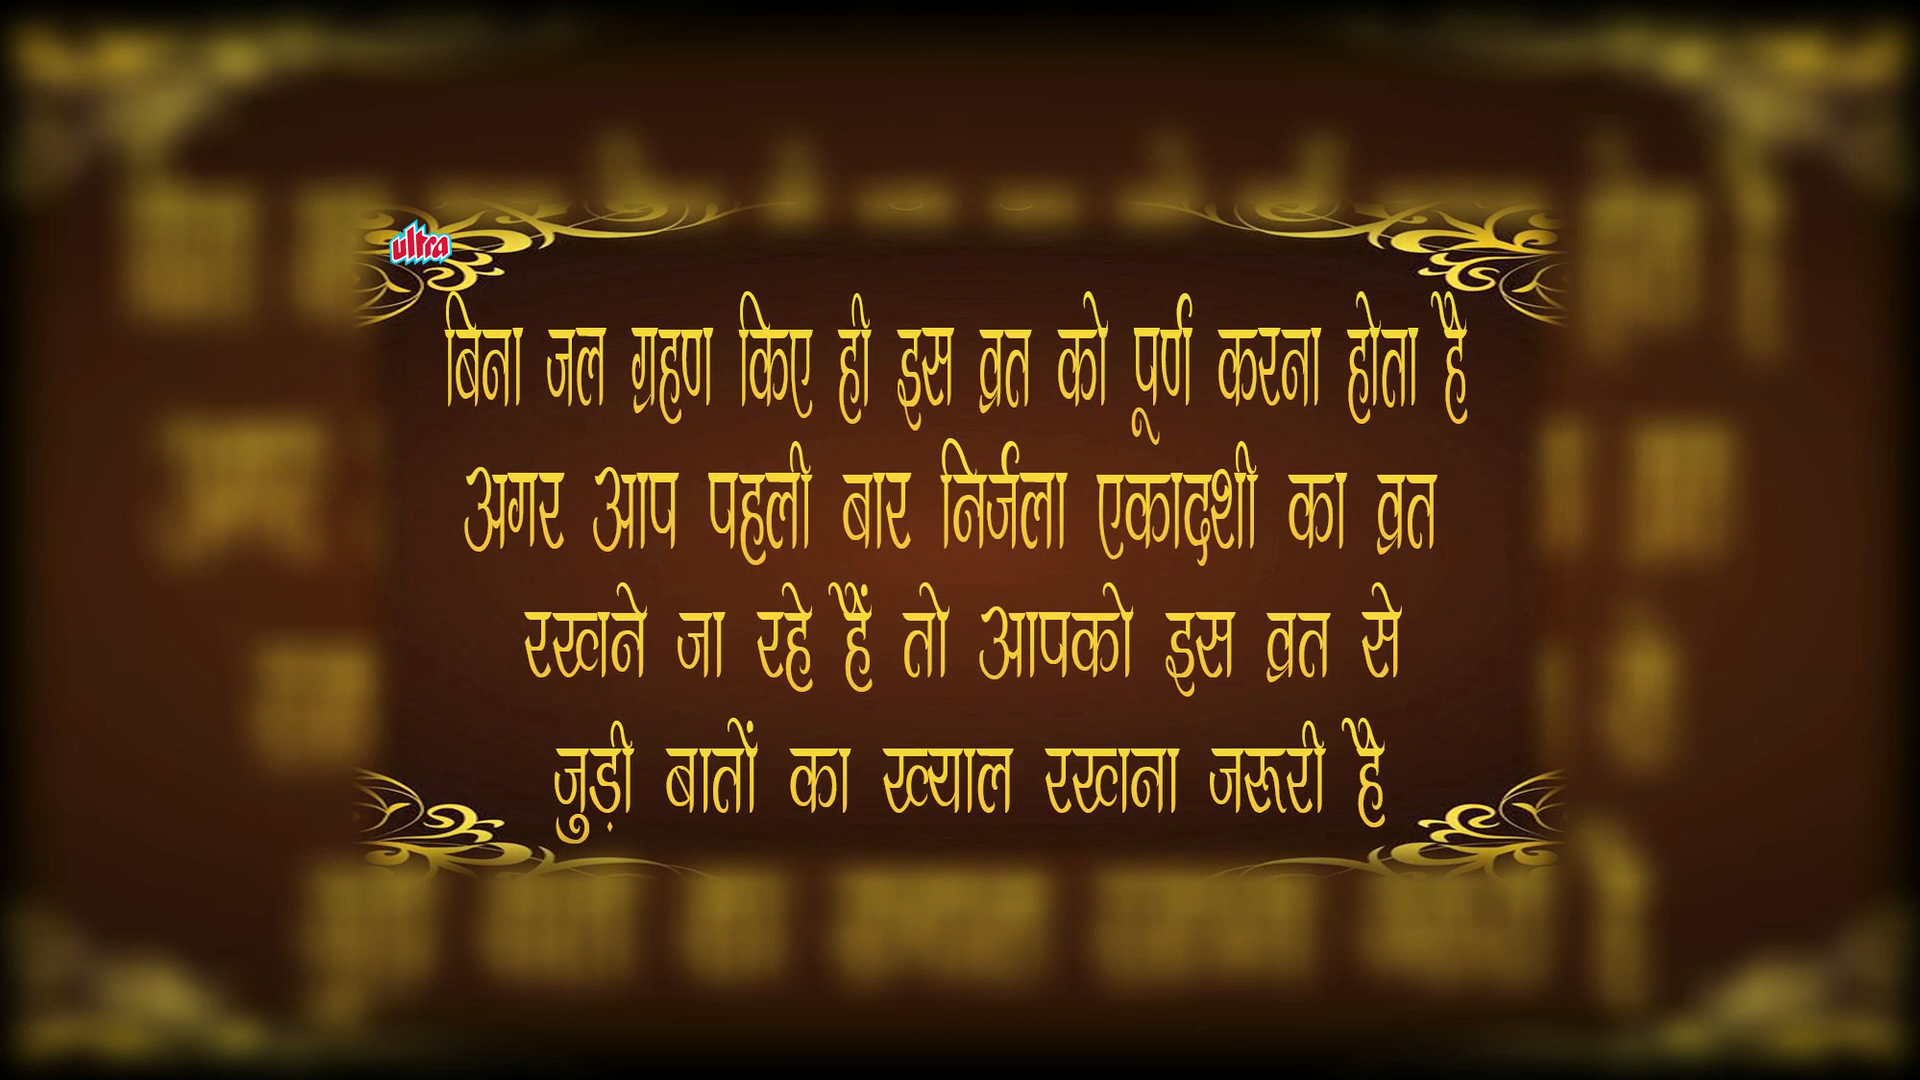 ultra
बिना जल ग्रहण किए ही इस व्रत को पूर्ण करना होता है
अगर आप पहली बार निर्जला एकादशी का व्रत
रखने जा रहे हैं तो आपको इस व्रत से
जुड़ी बातों का ख्याल रखना जरूरी है